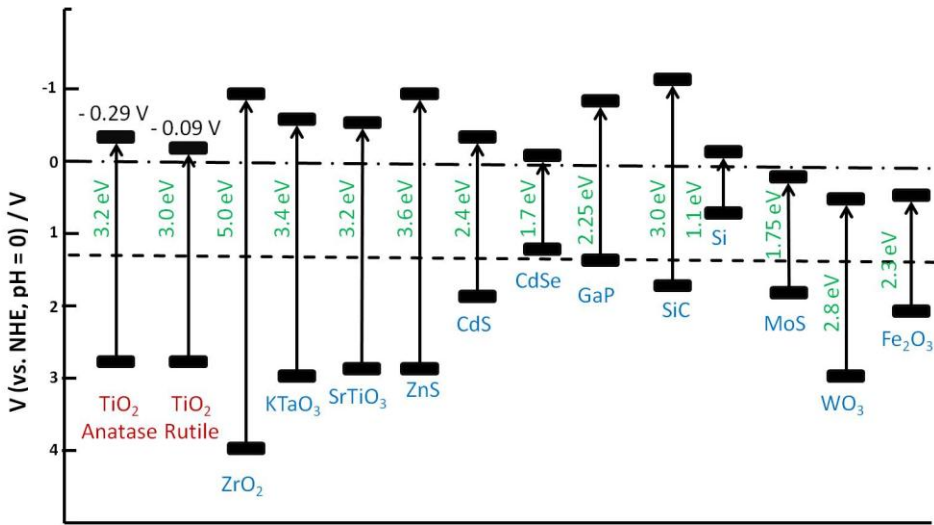 V (vs. NHE, pH = 0) / V
-1
0
1
2
3
4
- 0.29 V
- 0.09 V
3.2 eV
3.0 eV
5.0 eV
3.4 eV
3.2 eV
3.6 eV
2.4 eV
1.7 eV
2.25 eV
3.0 eV
1.1 eV
1.75 eV
2.8 eV
2.3 eV
TiO₂
Anatase
TiO₂
Rutile
ZrO₂
KTaO₃
SrTiO₃
ZnS
CdS
CdSe
GaP
SiC
Si
MoS
WO₃
Fe₂O₃